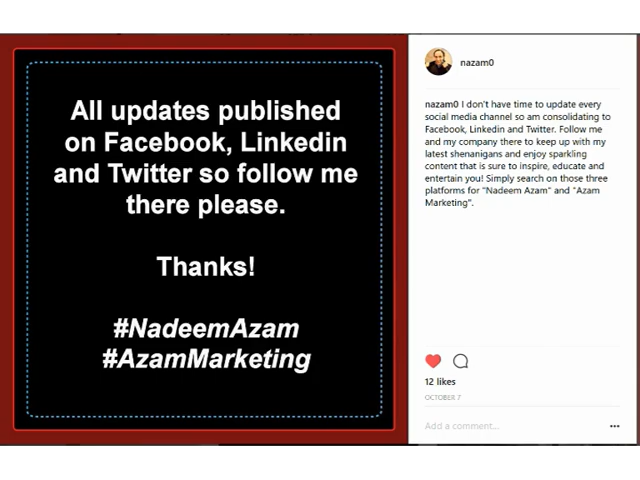 All updates published
on Facebook, Linkedin
and Twitter so follow me
there please.
Thanks!
#NadeemAzam
#AzamMarketing
nazam0
nazam0 I don't have time to update every
social media channel so am consolidating to
Facebook, Linkedin and Twitter. Follow me
and my company there to keep up with my
latest shenanigans and enjoy sparkling
content that is sure to inspire, educate and
entertain you! Simply search on those three
platforms for "Nadeem Azam" and "Azam
Marketing".
12 likes
OCTOBER 7
Add a comment...